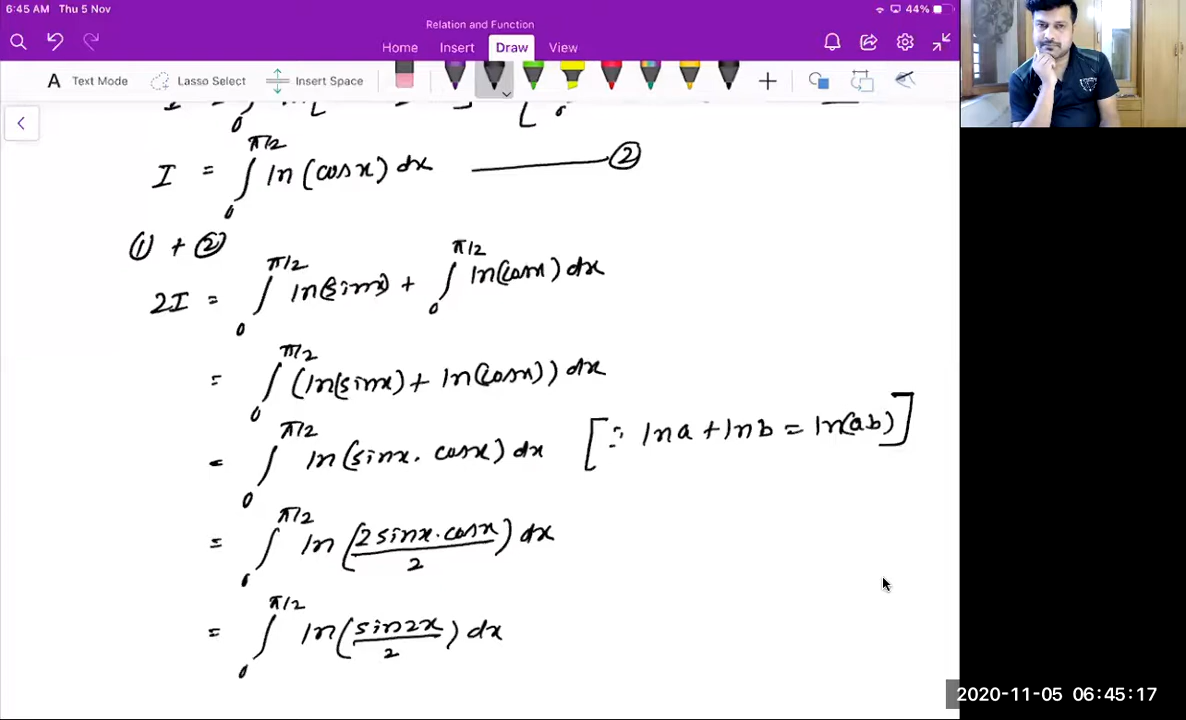 6:45 AM Thu 5 Nov
44%
Relation and Function
Home Insert Draw View
Text Mode Lasso Select Insert Space
I = ∫₀^{π/2} ln(cosx) dx ——— ②
① + ②
2I = ∫₀^{π/2} ln(sinx) + ∫₀^{π/2} ln(cosx) dx
= ∫₀^{π/2} (ln(sinx) + ln(cosx)) dx
= ∫₀^{π/2} ln(sinx. cosx) dx [∵ lna + lnb = ln(ab)]
= ∫₀^{π/2} ln(2sinx.cosx/2) dx
= ∫₀^{π/2} ln(sin2x/2) dx
2020-11-05 06:45:17